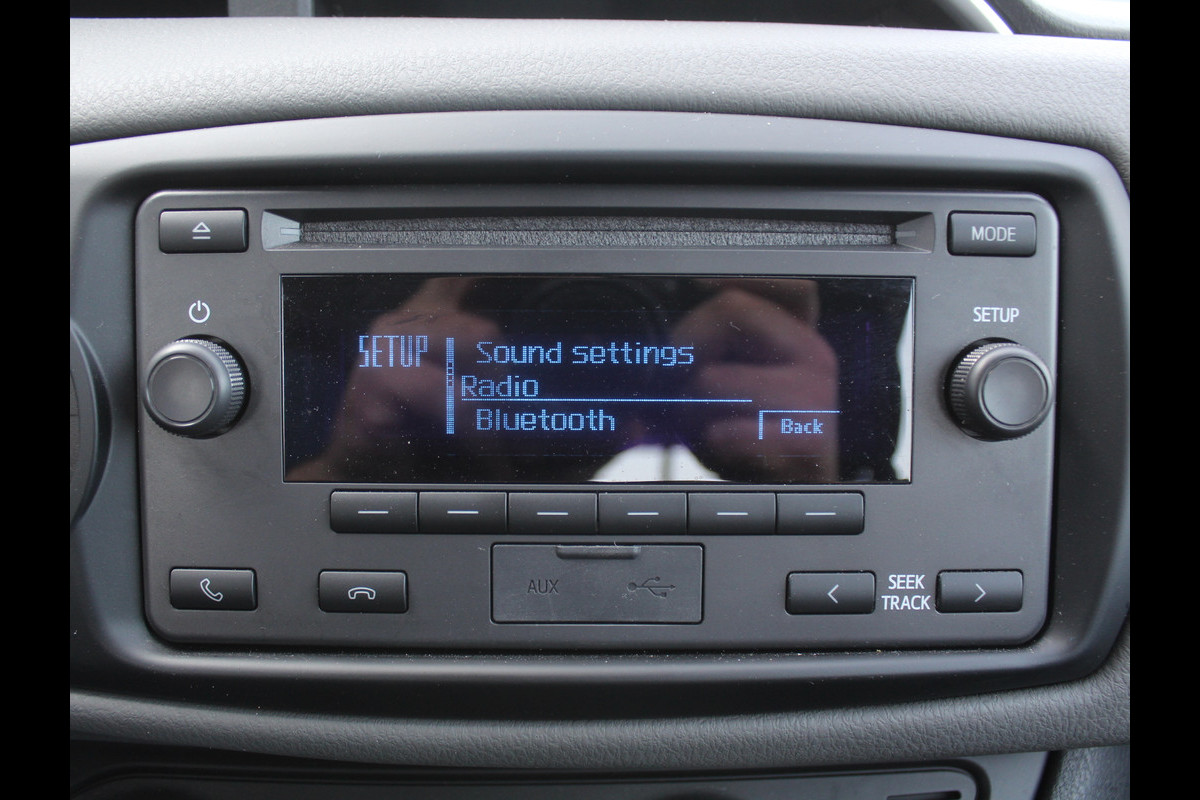 MODE
SETUP
SETUP
Sound settings
Radio
Bluetooth
Back
AUX
SEEK
TRACK